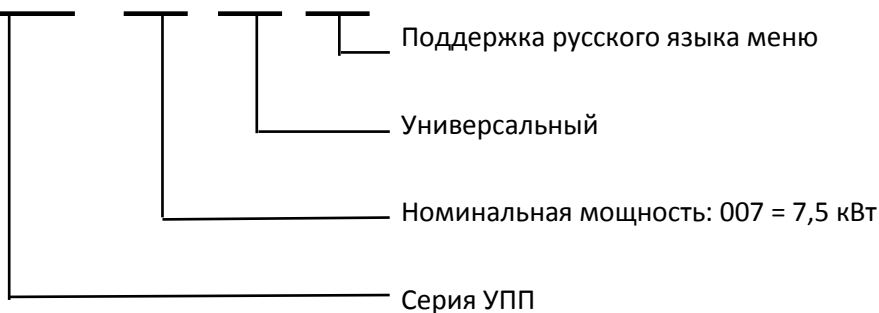 Поддержка русского языка меню
Универсальный
Номинальная мощность: 007 = 7,5 кВт
Серия УПП